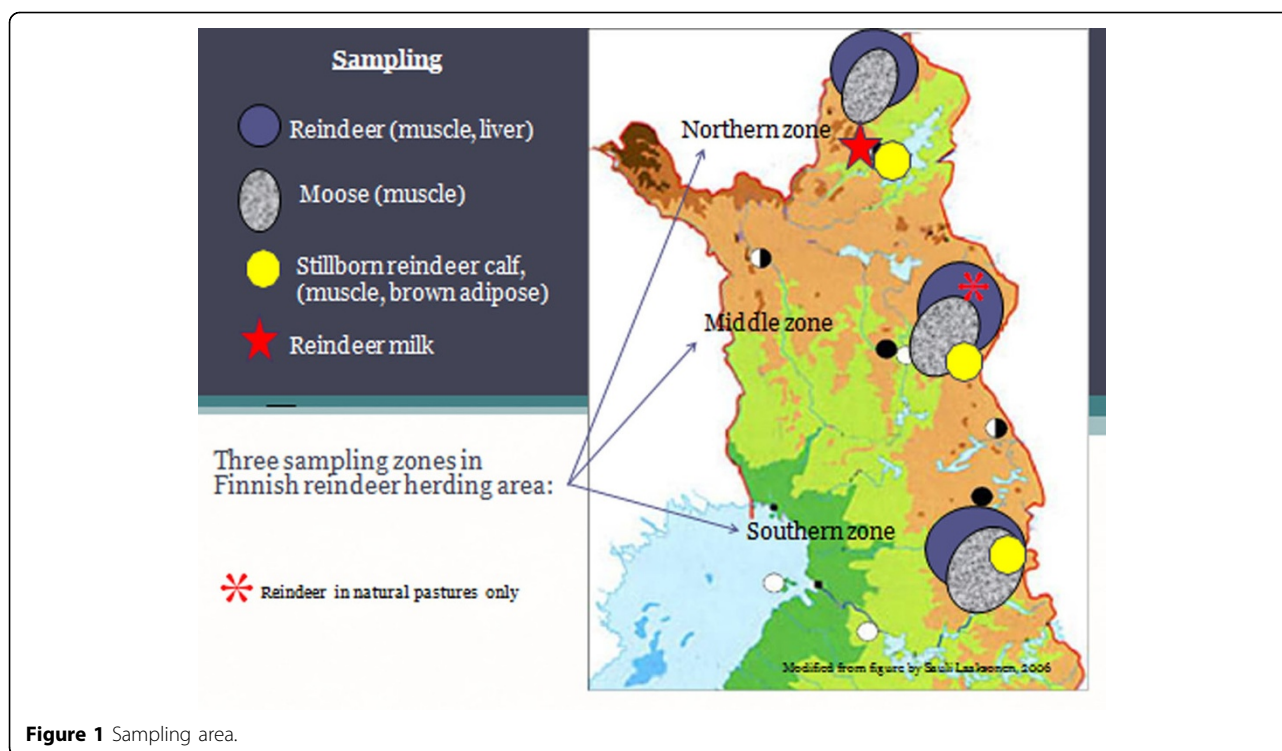 Sampling
Reindeer (muscle, liver)
Moose (muscle)
Stillborn reindeer calf,
(muscle, brown adipose)
Reindeer milk
Three sampling zones in
Finnish reindeer herding area:
Reindeer in natural pastures only
Northern zone
Middle zone
Southern zone
Modified from figure by Sauli Laaksonen, 2006
Figure 1 Sampling area.